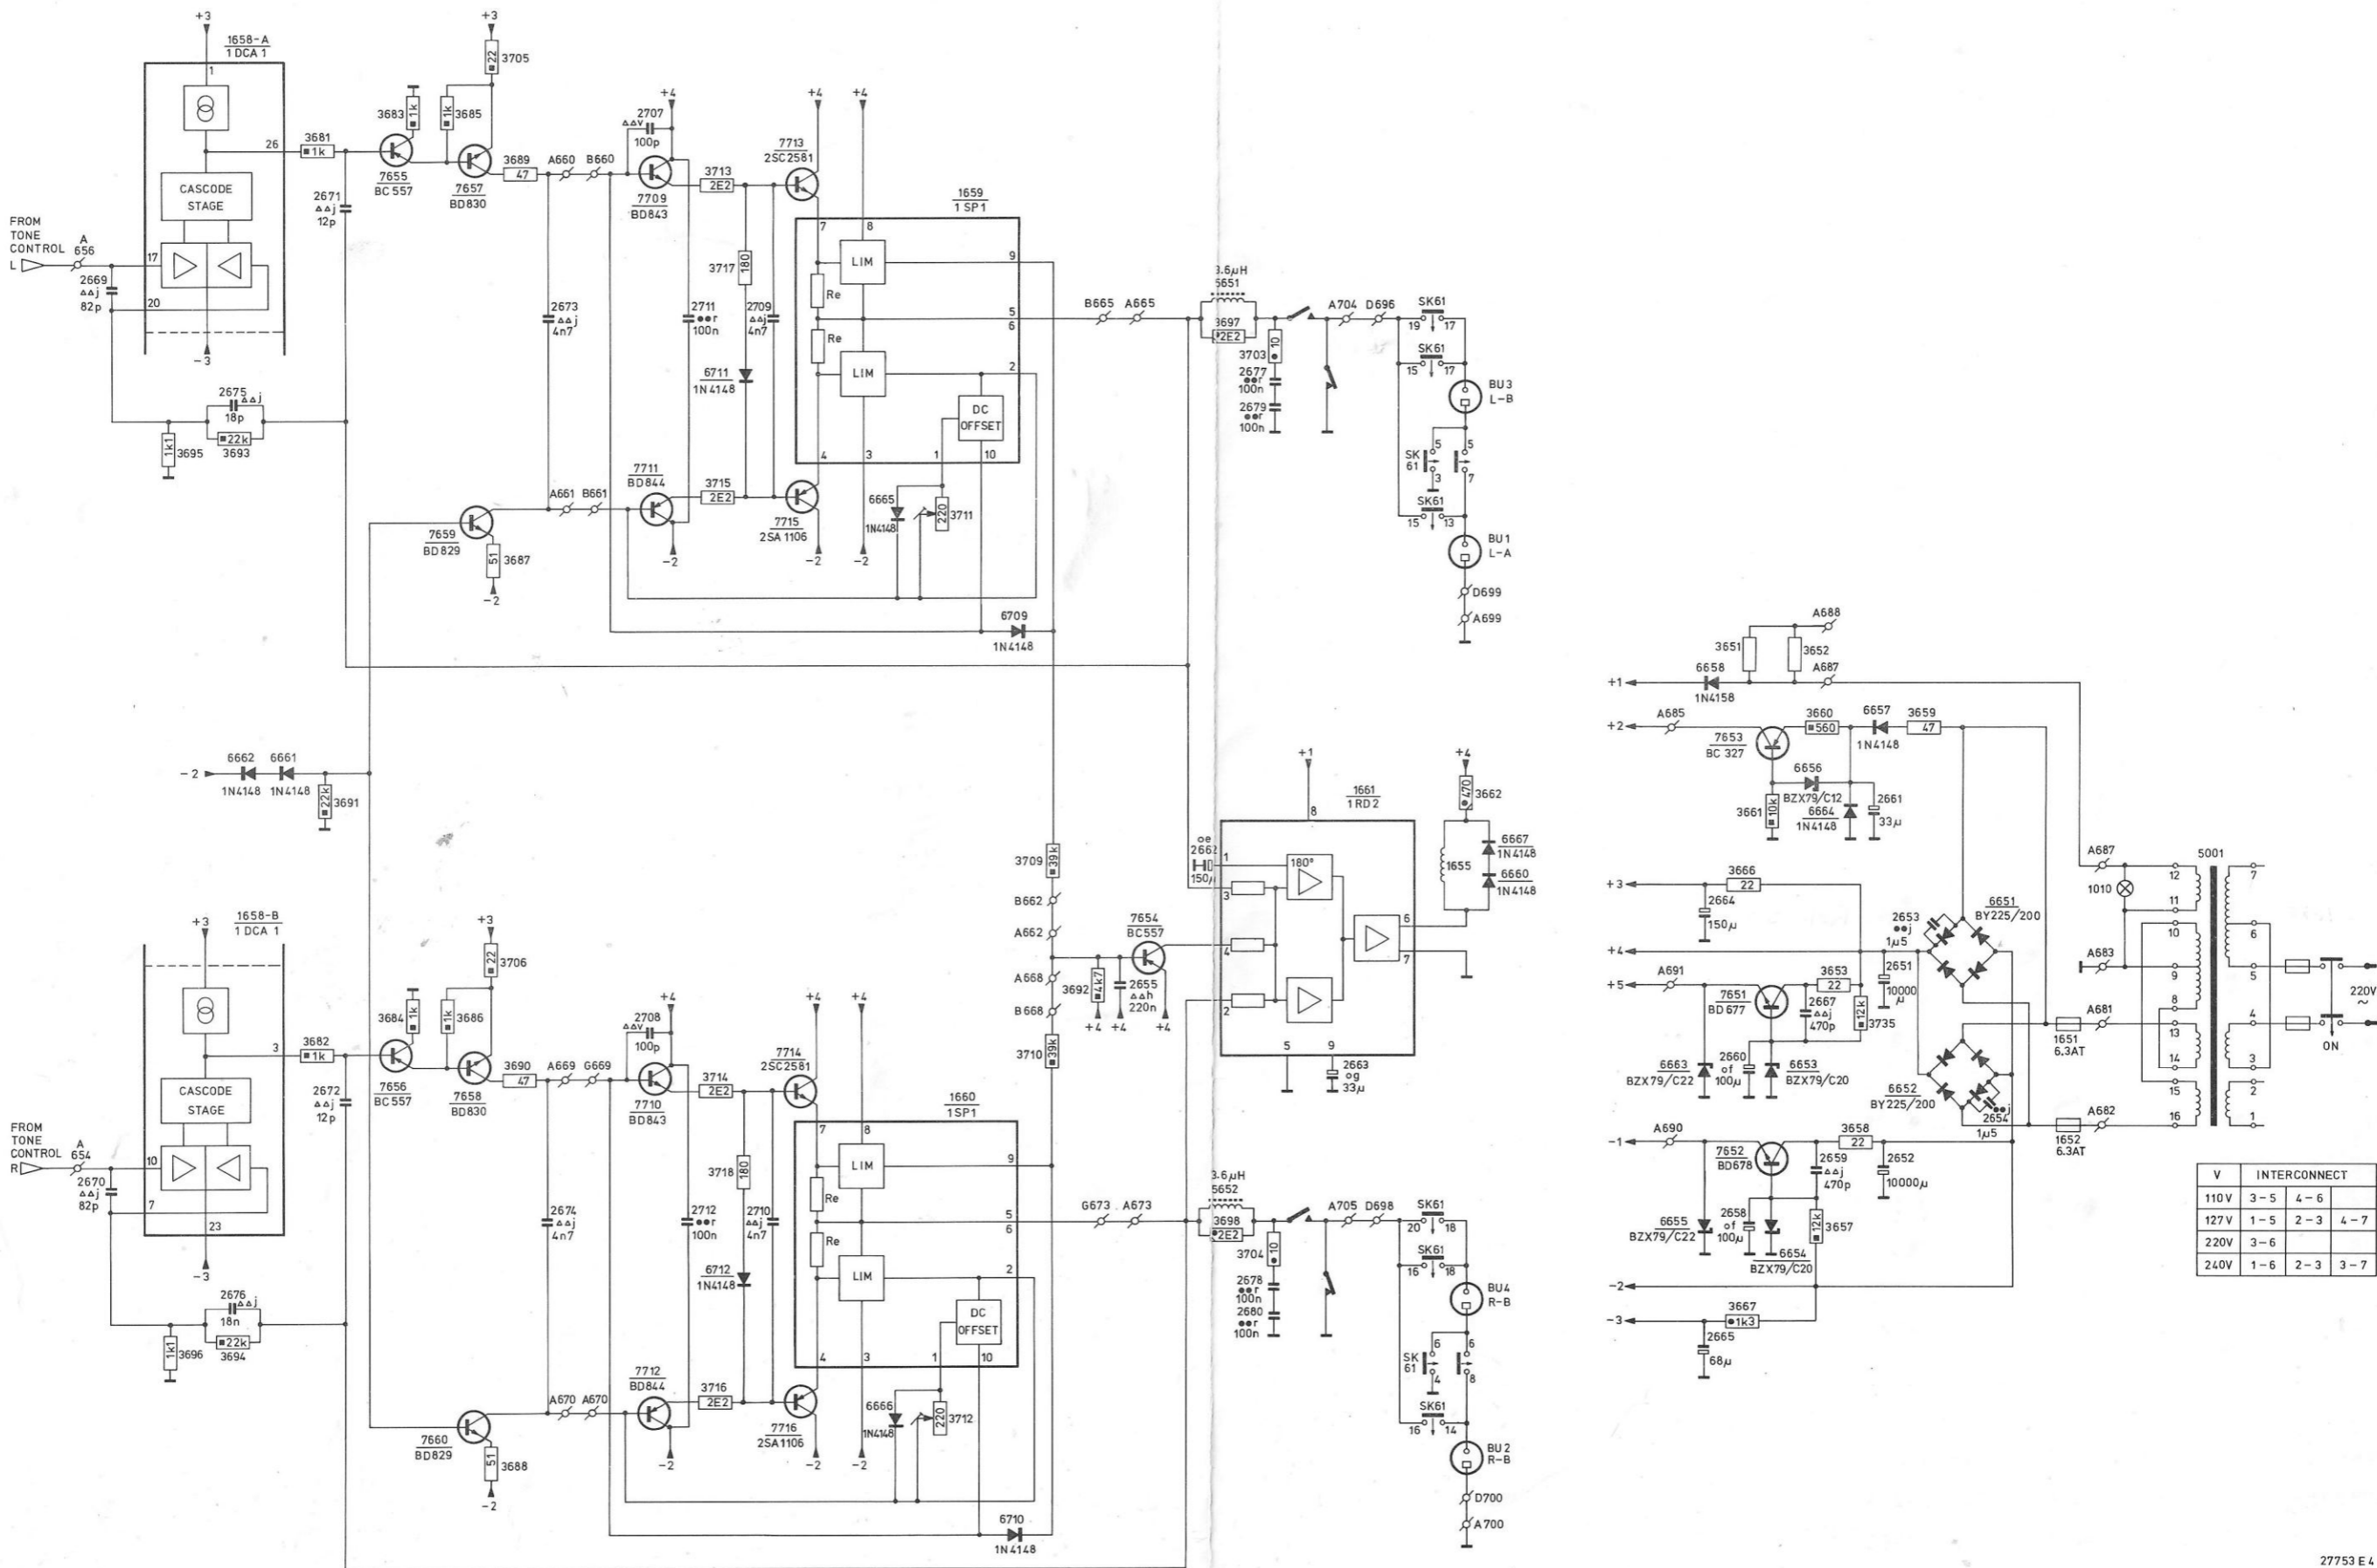 +3
1658-A
1 DCA 1
1
26
CASCODE
STAGE
FROM
TONE
CONTROL
L
A
656
17
2669
82p
20
-3
3681
1k
2671
12p
2675
18p
22k
3693
1k1
3695
3683
1k
7655
BC 557
+3
22
3705
1k
3685
7657
BD830
3689
47
A660
B660
2673
4n7
A661
B661
7659
BD829
51
3687
-2
+4
2707
100p
7709
BD843
3713
2E2
2711
100n
3717
180
2709
4n7
6711
1N4148
7711
BD844
3715
2E2
-2
+4
+4
7713
2SC2581
7715
2SA 1106
-2
-2
1659
1 SP1
7
8
LIM
9
Re
5
6
Re
LIM
2
DC
OFFSET
4
3
1
10
6665
1N4148
220
3711
6709
1N4148
B665
A665
3.6µH
5651
3697
2E2
3703
10
2677
100n
2679
100n
A704
D696
SK61
19
17
SK61
15
17
BU3
L-B
SK
61
5
3
5
7
SK61
15
13
BU1
L-A
D699
A699
-2
6662
6661
1N4148
1N4148
22k
3691
+1
1661
1RD2
8
2662
150µ
1
3
180°
4
2
6
7
5
9
2663
33µ
+4
470
3662
1655
6667
1N4148
6660
1N4148
3709
39k
B662
A662
A668
B668
3710
39k
7654
BC557
3692
4k7
2655
220n
+4
+4
+4
+3
1658-B
1 DCA 1
3
CASCODE
STAGE
FROM
TONE
CONTROL
R
A
654
10
2670
82p
7
23
-3
3682
1k
2672
12p
2676
18n
22k
3694
1k1
3696
3684
1k
7656
BC557
+3
22
3706
1k
3686
7658
BD830
3690
47
A669
G669
2674
4n7
A670
A670
7660
BD829
51
3688
-2
+4
2708
100p
7710
BD843
3714
2E2
2712
100n
3718
180
2710
4n7
6712
1N4148
7712
BD844
3716
2E2
-2
+4
+4
7714
2SC2581
7716
2SA1106
-2
-2
1660
1SP1
7
8
LIM
9
Re
5
6
Re
LIM
2
DC
OFFSET
4
3
1
10
6666
1N4148
220
3712
6710
1N4148
G673
A673
3.6µH
5652
3698
2E2
3704
10
2678
100n
2680
100n
A705
D698
SK61
20
18
SK61
16
18
BU4
R-B
SK
61
6
4
6
8
SK61
16
14
BU2
R-B
D700
A700
A688
3651
3652
A687
+1
6658
1N4158
+2
A685
7653
BC 327
3660
560
6657
1N4148
3659
47
6656
BZX79/C12
3661
10k
6664
1N4148
2661
33µ
+3
3666
22
2664
150µ
+4
+5
A691
7651
BD677
3653
22
2667
470p
12k
3735
2651
10000
µ
6663
BZX79/C22
2660
of
100µ
6653
BZX79/C20
2653
1µ5
6651
BY225/200
6652
BY225/200
2654
1µ5
-1
A690
7652
BD678
3658
22
2659
470p
2652
10000µ
6655
BZX79/C22
2658
of
100µ
6654
BZX79/C20
12k
3657
-2
-3
3667
1k3
2665
68µ
A687
1010
A683
A681
1651
6.3AT
A682
1652
6.3AT
5001
12
11
10
9
8
13
14
15
16
7
6
5
4
3
2
1
220V
~
ON
V INTERCONNECT
110V 3-5 4-6
127V 1-5 2-3 4-7
220V 3-6
240V 1-6 2-3 3-7
27753 E 4